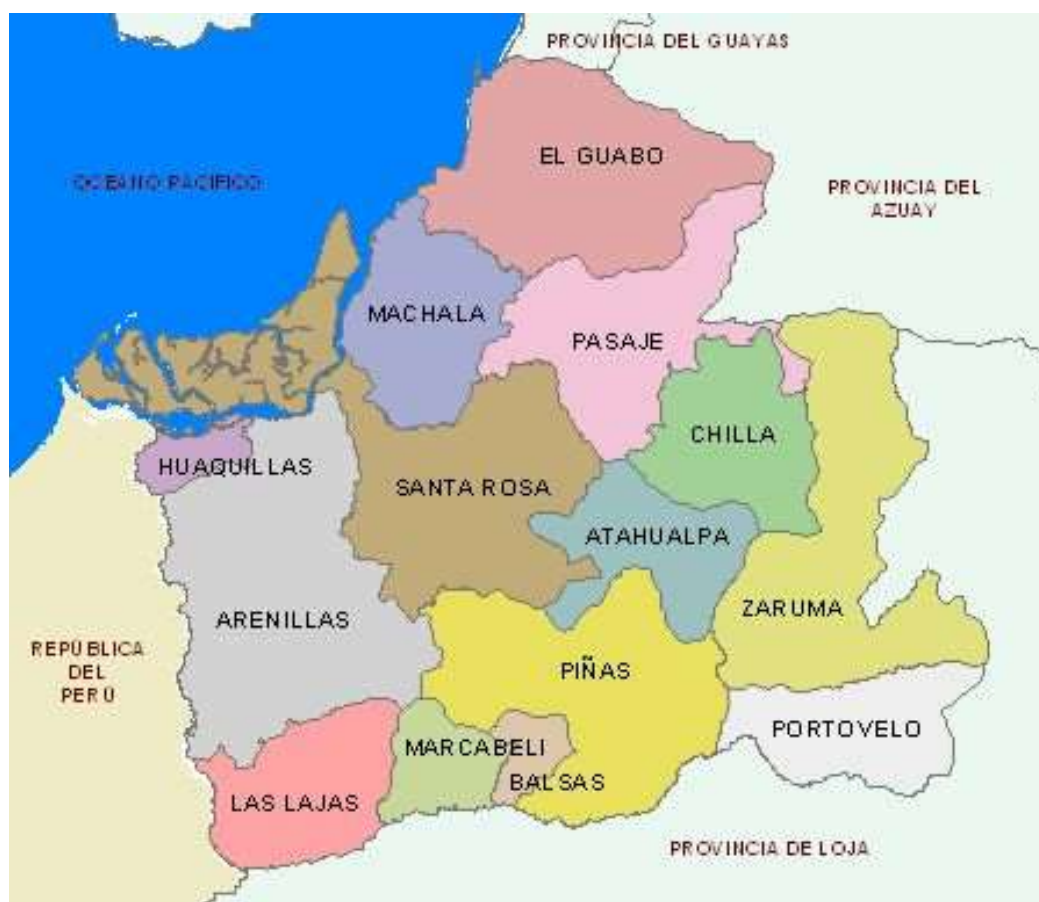 PROVINCIA DEL GUAYAS
EL GUABO
OCEANO PACIFICO
PROVINCIA DEL
AZUAY
MACHALA
PASAJE
CHILLA
HUAQUILLAS
SANTA ROSA
ATAHUALPA
ZARUMA
ARENILLAS
REPÚBLICA
DEL
PERÚ
PIÑAS
PORTOVELO
MARCABELI
BALSAS
LAS LAJAS
PROVINCIA DE LOJA